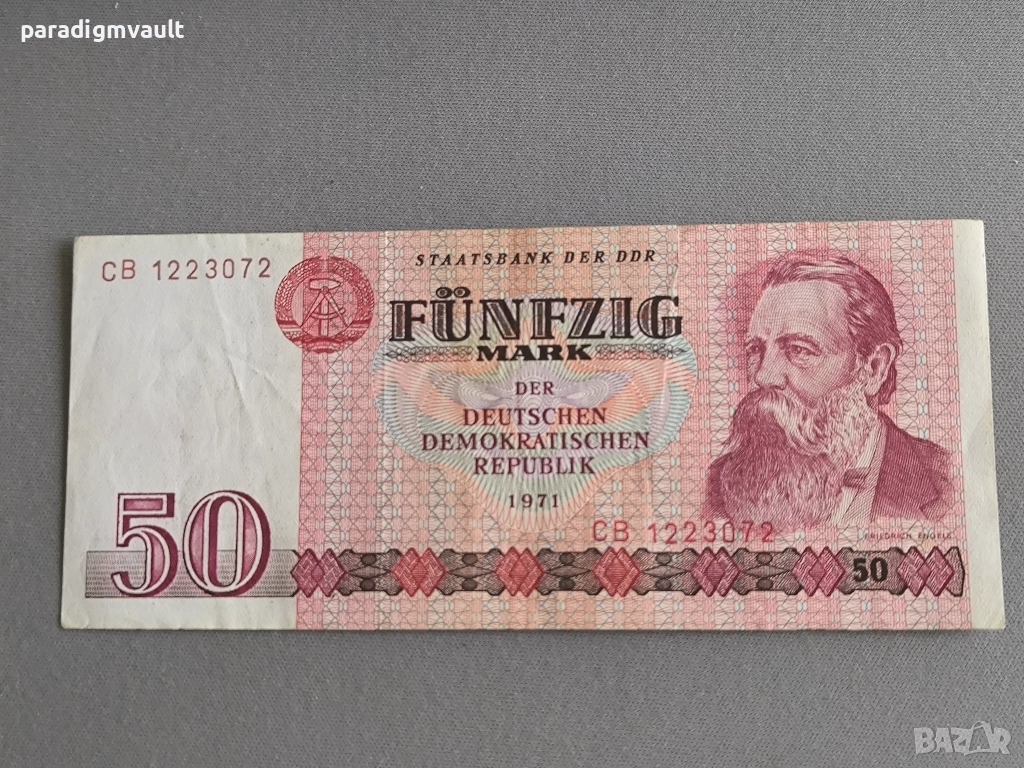 paradigmvault
CB 1223072
STAATSBANK DER DDR
FÜNFZIG
MARK
DER
DEUTSCHEN
DEMOKRATISCHEN
REPUBLIK
1971
CB 1223072
FRIEDRICH ENGELS
50
50
BAZAR